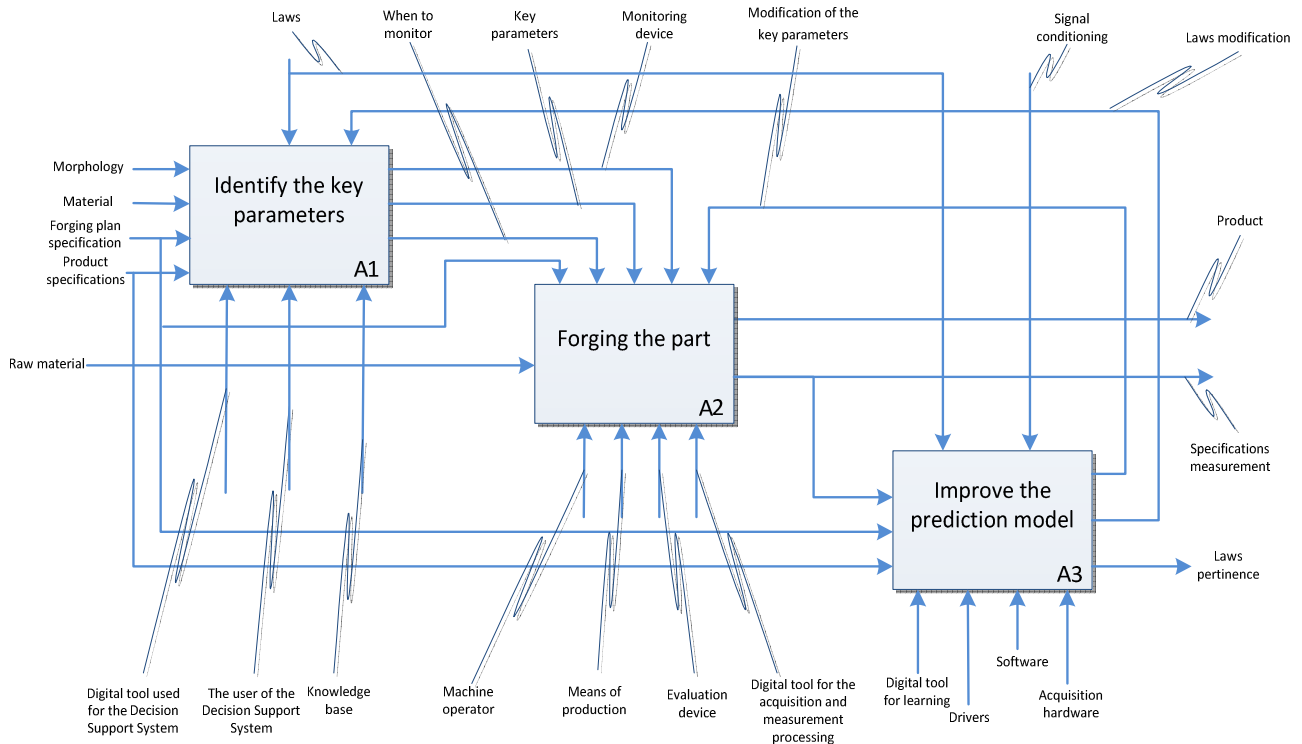 Laws
When to
monitor
Key
parameters
Monitoring
device
Modification of the
key parameters
Signal
conditioning
Laws modification
Morphology
Material
Forging plan
specification
Product
specifications
Identify the key
parameters
A1
Raw material
Forging the part
A2
Product
Specifications
measurement
Improve the
prediction model
A3
Laws
pertinence
Digital tool used
for the Decision
Support System
The user of the
Decision Support
System
Knowledge
base
Machine
operator
Means of
production
Evaluation
device
Digital tool for the
acquisition and
measurement
processing
Digital tool
for learning
Drivers
Software
Acquisition
hardware